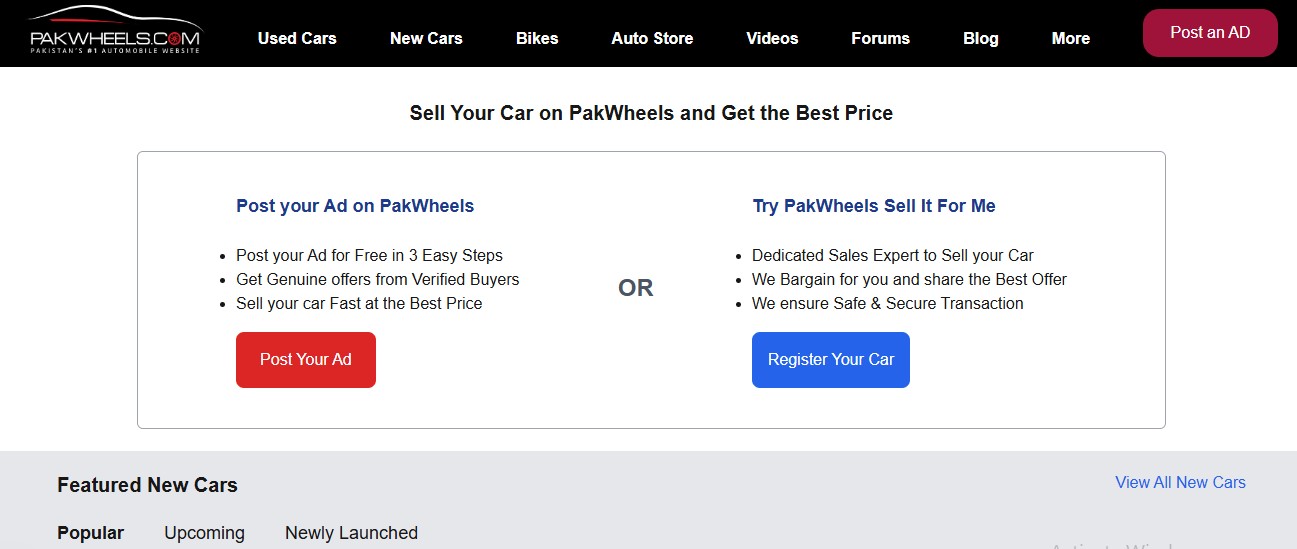 PAKWHEELS.COM
PAKISTAN'S #1 AUTOMOBILE WEBSITE
Used Cars New Cars Bikes Auto Store Videos Forums Blog More Post an AD
Sell Your Car on PakWheels and Get the Best Price
Post your Ad on PakWheels
Post your Ad for Free in 3 Easy Steps
Get Genuine offers from Verified Buyers
Sell your car Fast at the Best Price
Post Your Ad
OR
Try PakWheels Sell It For Me
Dedicated Sales Expert to Sell your Car
We Bargain for you and share the Best Offer
We ensure Safe & Secure Transaction
Register Your Car
Featured New Cars
View All New Cars
Popular Upcoming Newly Launched